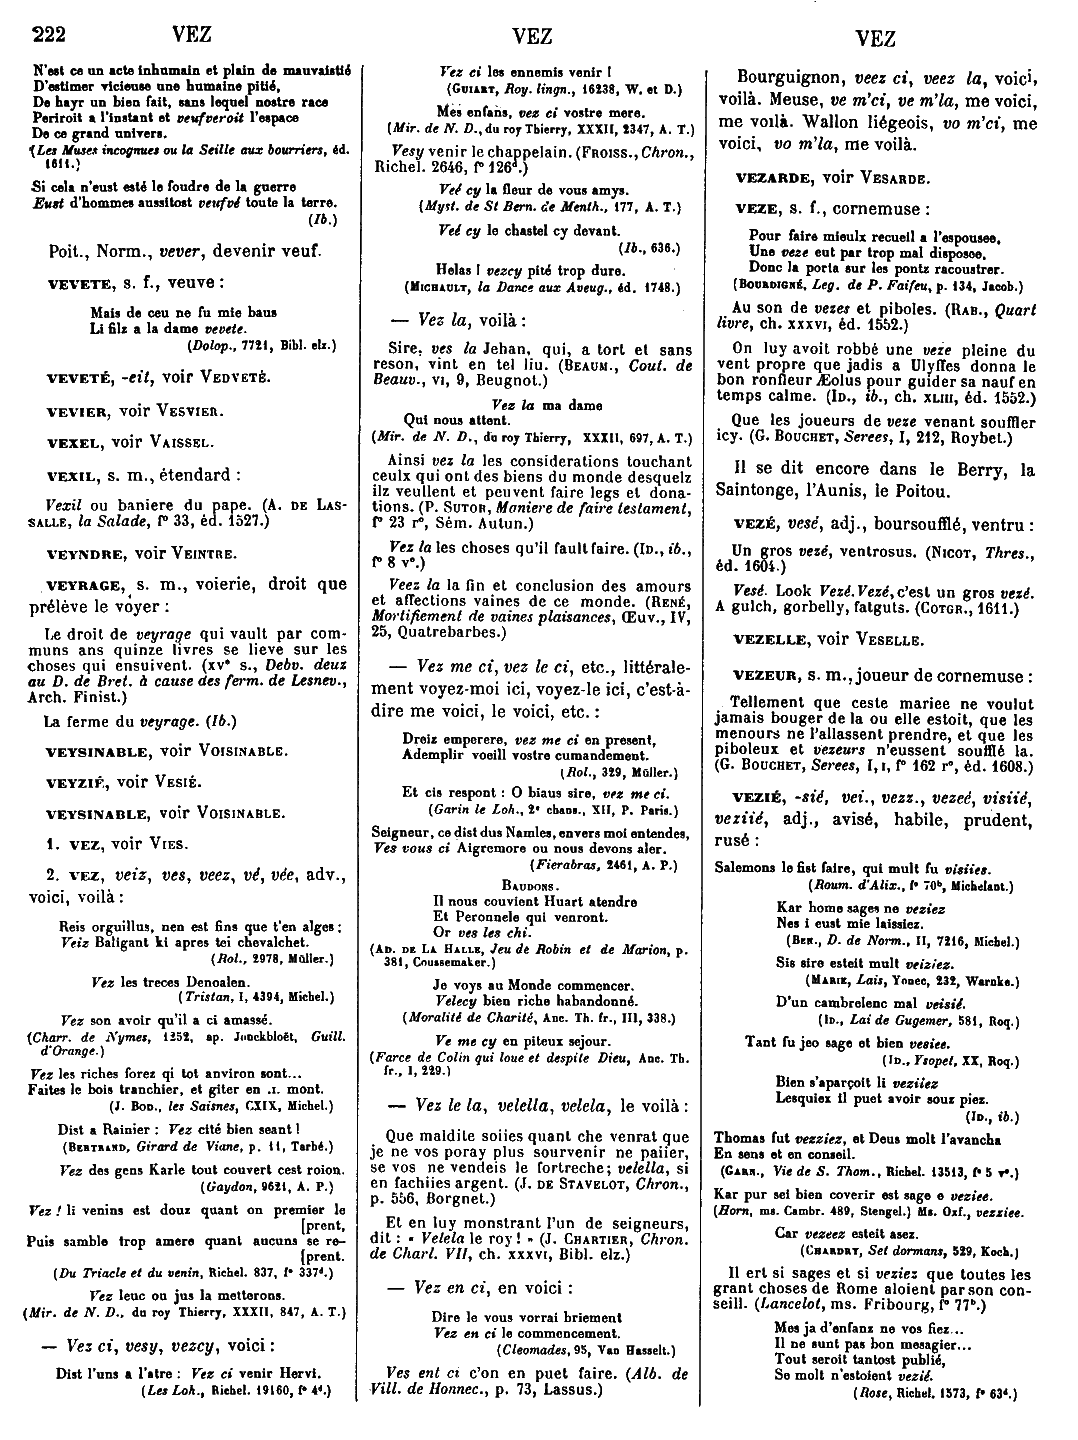 222 VEZ VEZ VEZ
N'est ce un acte inhumain et plain de mauvaistié
D'estimer vicieuse une humaine pitié,
De hayr un bien fait, sans lequel nostre race
Periroit a l'instant et veufveroit l'espace
De ce grand univers.
(Les Muses incognues ou la Seille aux bourriers, éd.
1611.)
Si cela n'eust esté le foudre de la guerre
Eust d'hommes aussitost veufvé toute la terre.
(Ib.)
Poit., Norm., vever, devenir veuf.
VEVETE, s. f., veuve :
Mais de ceu ne fu mie baus
Li filz a la dame vevete.
(Dolop., 7721, Bibl. elz.)
VEVETÉ, -eit, voir VEDVETÉ.
VEVIER, voir VESVIER.
VEXEL, voir VAISSEL.
VEXIL, s. m., étendard :
Vexil ou baniere du pape. (A. DE LAS-
SALLE, la Salade, f° 33, éd. 1527.)
VEYNDRE, voir VEINTRE.
VEYRAGE, s. m., voierie, droit que
prélève le voyer :
Le droit de veyrage qui vault par com-
muns ans quinze livres se lieve sur les
choses qui ensuivent. (xve s., Debv. deuz
au D. de Bret. à cause des ferm. de Lesnev.,
Arch. Finist.)
La ferme du veyrage. (Ib.)
VEYSINABLE, voir VOISINABLE.
VEYZIÉ, voir VESIÉ.
VEYSINABLE, voir VOISINABLE.
1. VEZ, voir VIES.
2. VEZ, veiz, ves, veez, vé, vée, adv.,
voici, voilà :
Reis orguillus, nen est fins que t'en alges ;
Veiz Baligant ki apres tei chevalchet.
(Rol., 2978, Müller.)
Vez les treces Denoalen.
(Tristan, I, 4394, Michel.)
Vez son avoir qu'il a ci amassé.
(Charr. de Nymes, 1252, ap. Jonckbloët, Guill.
d'Orange.)
Vez les riches forez qi tot anviron sont...
Faites le bois tranchier, et giter en .I. mont.
(J. BOD., les Saisnes, CXIX, Michel.)
Dist a Rainier : Vez cité bien seant !
(BERTRAND, Girard de Viane, p. 11, Tarbé.)
Vez des gens Karle tout couvert cest roion.
(Gaydon, 9621, A. P.)
Vez ! li venins est douz quant on premier le
[prent,
Puis samble trop amere quant aucuns se re-
[prent.
(Du Triacle et du venin, Richel. 837, f° 337d.)
Vez leuc ou jus la metterons.
(Mir. de N. D., du roy Thierry, XXXII, 847, A. T.)
— Vez ci, vesy, vezcy, voici :
Dist l'uns a l'atre : Vez ci venir Hervi.
(Les Loh., Richel. 19160, f° 4d.)
Vez ci les ennemis venir !
(GUIART, Roy. lingn., 16238, W. et D.)
Mes enfans, vez ci vostre mere.
(Mir. de N. D., du roy Thierry, XXXII, 2347, A. T.)
Vesy venir le chappelain. (FROISS., Chron.,
Richel. 2646, f° 126d.)
Veé cy la fleur de vous amys.
(Myst. de St Bern. de Menth., 177, A. T.)
Veé cy le chastel cy devant.
(Ib., 636.)
Helas ! vezcy pité trop dure.
(MICHAULT, la Dance aux Aveug., éd. 1748.)
— Vez la, voilà :
Sire, ves la Jehan, qui, a tort et sans
reson, vint en tel liu. (BEAUM., Cout. de
Beauv., VI, 9, Beugnot.)
Vez la ma dame
Qui nous attent.
(Mir. de N. D., du roy Thierry, XXXII, 697, A. T.)
Ainsi vez la les considerations touchant
ceulx qui ont des biens du monde desquelz
ilz veullent et peuvent faire legs et dona-
tions. (P. SUTOR, Maniere de faire testament,
f° 23 r°, Sém. Autun.)
Vez la les choses qu'il fault faire. (ID., ib.,
f° 8 v°.)
Veez la la fin et conclusion des amours
et affections vaines de ce monde. (RENÉ,
Mortifiement de vaines plaisances, Œuv., IV,
25, Quatrebarbes.)
— Vez me ci, vez le ci, etc., littérale-
ment voyez-moi ici, voyez-le ici, c'est-à-
dire me voici, le voici, etc. :
Dreiz emperere, vez me ci en present,
Ademplir voeill vostre cumandement.
(Rol., 329, Müller.)
Et cis respont : O biaus sire, vez me ci.
(Garin le Loh., 2e chans., XII, P. Paris.)
Seigneur, ce dist dus Namles, envers moi entendes,
Ves vous ci Aigremore ou nous devons aler.
(Fierabras, 2461, A. P.)
BAUDONS.
Il nous couvient Huart atendre
Et Peronnele qui venront.
Or ves les chi.
(AD. DE LA HALLE, Jeu de Robin et de Marion, p.
381, Coussemaker.)
Je voys au Monde commencer.
Velecy bien riche habandonné.
(Moralité de Charité, Anc. Th. fr., III, 338.)
Ve me cy en piteux sejour.
(Farce de Colin qui loue et despite Dieu, Anc. Th.
fr., I, 229.)
— Vez le la, velella, velela, le voilà :
Que maldite soiies quant che venrat que
je ne vos poray plus sourvenir ne paiier,
se vos ne vendeis le fortreche ; velella, si
en fachiies argent. (J. DE STAVELOT, Chron.,
p. 556, Borgnet.)
Et en luy monstrant l'un de seigneurs,
dit : « Velela le roy ! » (J. CHARTIER, Chron.
de Charl. VII, ch. XXXVI, Bibl. elz.)
— Vez en ci, en voici :
Dire le vous vorrai briement
Vez en ci le commencement.
(Cleomades, 95, Van Hasselt.)
Ves ent ci c'on en puet faire. (Alb. de
Vill. de Honnec., p. 73, Lassus.)
Bourguignon, veez ci, veez la, voici,
voilà. Meuse, ve m'ci, ve m'la, me voici,
me voilà. Wallon liégeois, vo m'ci, me
voici, vo m'la, me voilà.
VEZARDE, voir VESARDE.
VEZE, s. f., cornemuse :
Pour faire mieulx recueil a l'espousee,
Une veze eut par trop mal disposee,
Donc la porta sur les pontz racoustrer.
(BOURDIGNÉ, Leg. de P. Faifeu, p. 134, Jacob.)
Au son de vezes et piboles. (RAB., Quart
livre, ch. XXXVI, éd. 1552.)
On luy avoit robbé une veze pleine du
vent propre que jadis a Ulysses donna le
bon ronfleur Æolus pour guider sa nauf en
temps calme. (ID., ib., ch. XLIII, éd. 1552.)
Que les joueurs de veze venant souffler
icy. (G. BOUCHET, Serees, I, 212, Roybet.)
Il se dit encore dans le Berry, la
Saintonge, l'Aunis, le Poitou.
VEZÉ, vesé, adj., boursoufflé, ventru :
Un gros vezé, ventrosus. (NICOT, Thres.,
éd. 1604.)
Vesé. Look Vezé. Vezé, c'est un gros vezé.
A gulch, gorbelly, fatguts. (COTGR., 1611.)
VEZELLE, voir VESELLE.
VEZEUR, s. m., joueur de cornemuse :
Tellement que ceste mariee ne voulut
jamais bouger de la ou elle estoit, que les
menours ne l'allassent prendre, et que les
piboleux et vezeurs n'eussent soufflé la.
(G. BOUCHET, Serees, I, I, f° 162 r°, éd. 1608.)
VEZIÉ, -sié, vei., vezz., vezeé, visiié,
veziié, adj., avisé, habile, prudent,
rusé :
Salemons le fist faire, qui mult fu visiies.
(Roum. d'Alix., f° 70b, Michelant.)
Kar home sages ne veziez
Nes i eust mie laissiez.
(BEN., D. de Norm., II, 7216, Michel.)
Sis sire esteit mult veiziez.
(MARIE, Lais, Yonec, 232, Warnke.)
D'un cambrelenc mal veisié.
(ID., Lai de Gugemer, 581, Roq.)
Tant fu jeo sage et bien vesiee.
(ID., Ysopet, XX, Roq.)
Bien s'aparçoit li veziiez
Lesquiex il puet avoir souz piez.
(ID., ib.)
Thomas fut vezziez, et Deus molt l'avancha
En sens et en conseil.
(GARN., Vie de S. Thom., Richel. 13513, f° 5 v°.)
Kar pur sei bien coverir est sage e veziee.
(Horn, ms. Cambr. 489, Stengel.) Ms. Oxf., vezziee.
Car vezeez esteit asez.
(CHARDRY, Set dormans, 529, Koch.)
Il ert si sages et si veziez que toutes les
grant choses de Rome aloient par son con-
seill. (Lancelot, ms. Fribourg, f° 77b.)
Mes ja d'enfanz ne vos fiez...
Il ne sunt pas bon mesagier...
Tout seroit tantost publié,
Se molt n'estoient vezié.
(Rose, Richel. 1573, f° 63d.)